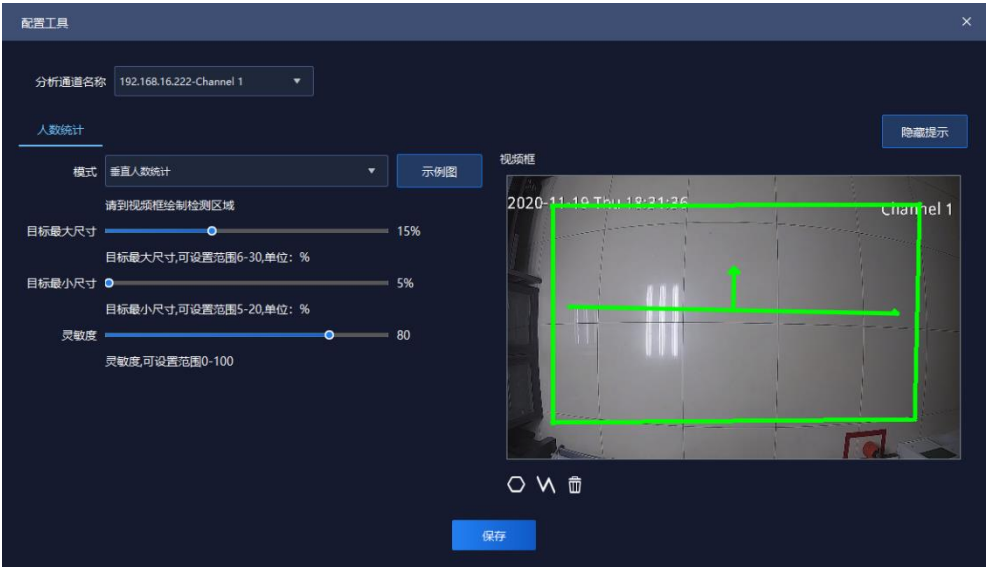 配置工具
分析通道名称 192.168.16.222-Channel 1
人数统计
隐藏提示
模式 垂直人数统计 示例图
请到视频框绘制检测区域
目标最大尺寸 15%
目标最大尺寸,可设置范围6-30,单位：%
目标最小尺寸 5%
目标最小尺寸,可设置范围5-20,单位：%
灵敏度 80
灵敏度,可设置范围0-100
视频框
2020-11-19 Thu 18:31:36
Channel 1
保存